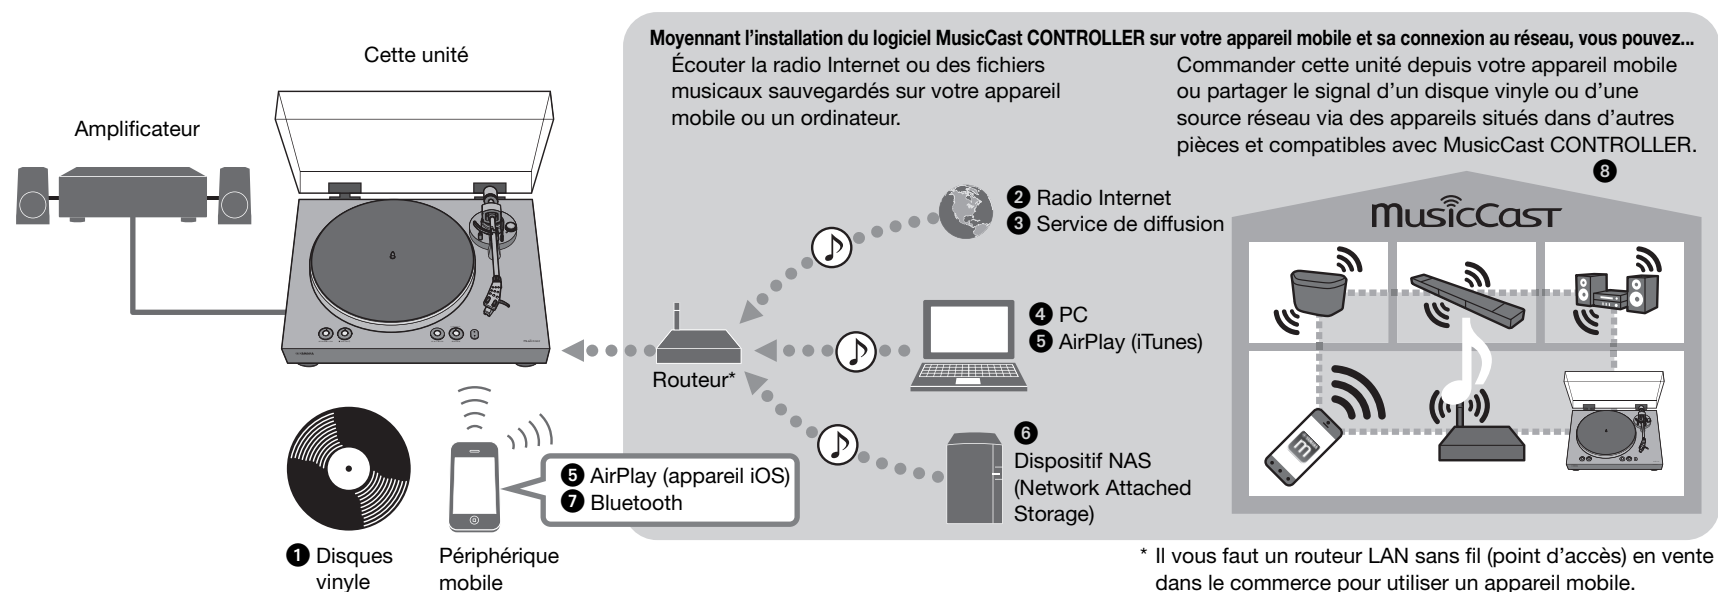 Cette unité
Amplificateur
Moyennant l'installation du logiciel MusicCast CONTROLLER sur votre appareil mobile et sa connexion au réseau, vous pouvez...
Écouter la radio Internet ou des fichiers
musicaux sauvegardés sur votre appareil
mobile ou un ordinateur.
Commander cette unité depuis votre appareil mobile
ou partager le signal d'un disque vinyle ou d'une
source réseau via des appareils situés dans d'autres
pièces et compatibles avec MusicCast CONTROLLER.
8
MusicCast
2 Radio Internet
3 Service de diffusion
4 PC
5 AirPlay (iTunes)
Routeur*
6
Dispositif NAS
(Network Attached
Storage)
5 AirPlay (appareil iOS)
7 Bluetooth
1 Disques
vinyle
Périphérique
mobile
* Il vous faut un routeur LAN sans fil (point d'accès) en vente
dans le commerce pour utiliser un appareil mobile.